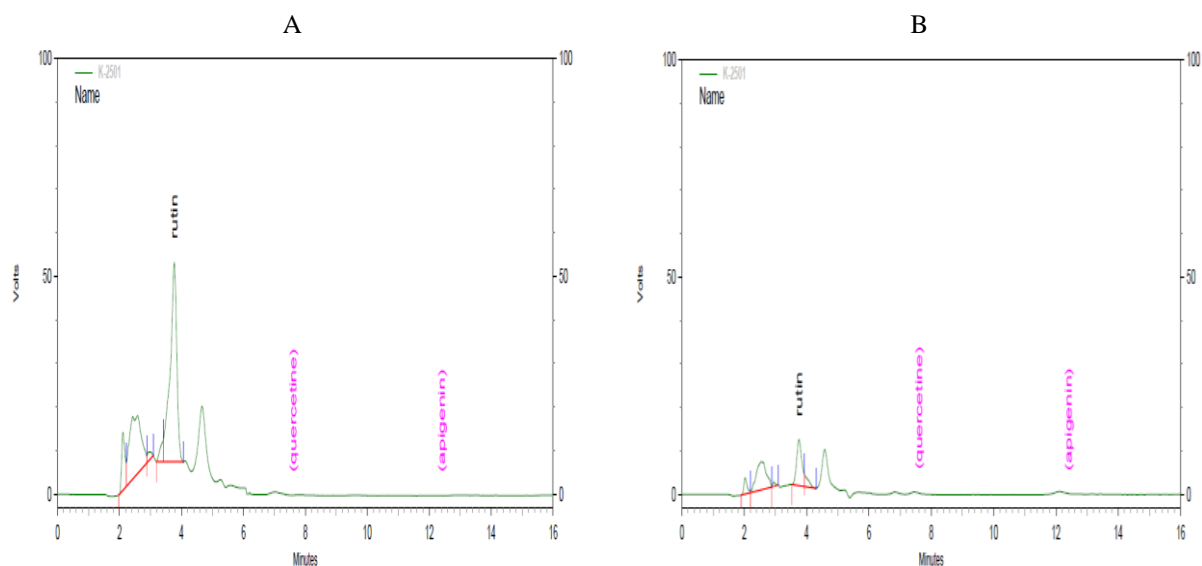 A
B
100
100
K-2501
Name
rutin
50
50
Volts
(quercetine)
(apigenin)
0
0
0 2 4 6 8 10 12 14 16
Minutes
100
100
K-2501
Name
50
50
Volts
rutin
(quercetine)
(apigenin)
0
0
0 2 4 6 8 10 12 14 16
Minutes